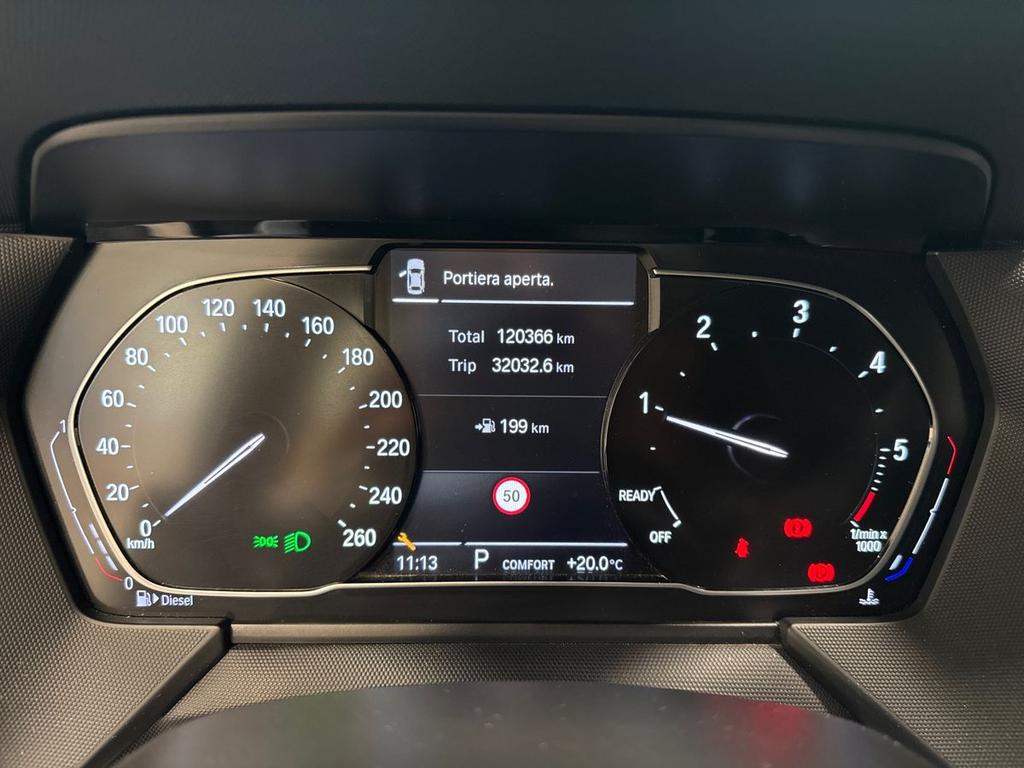 Portiera aperta.
Total 120366 km
Trip 32032.6 km
199 km
50
11:13 P COMFORT +20.0°C
0
20
40
60
80
100
120
140
160
180
200
220
240
260
km/h
1
0
Diesel
1
2
3
4
5
READY
OFF
1/min x
1000